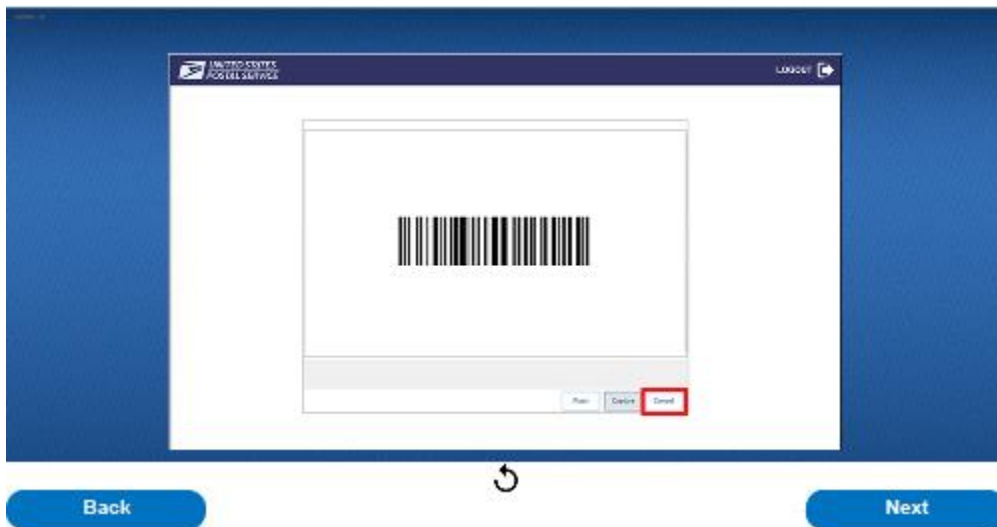 UNITED STATES
POSTAL SERVICE
LOGOUT
Cancel
Back
Next